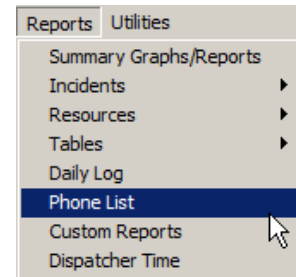 Reports Utilities
Summary Graphs/Reports
Incidents
Resources
Tables
Daily Log
Phone List
Custom Reports
Dispatcher Time